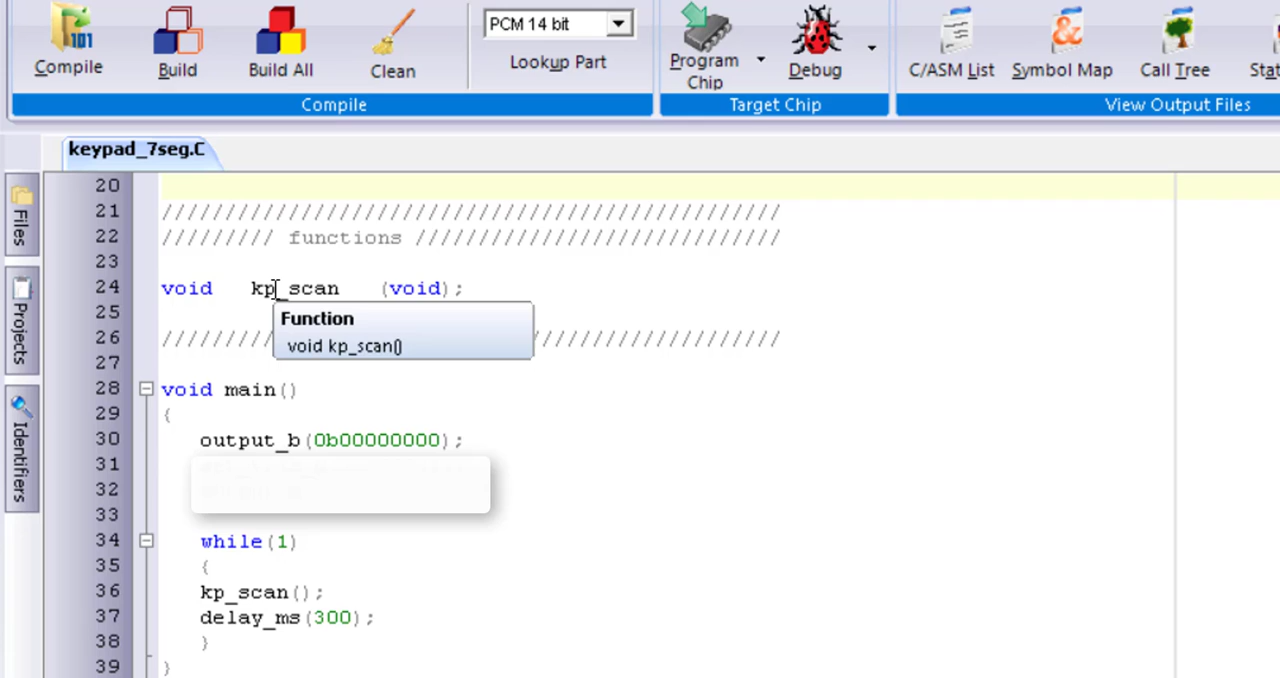 101
Compile
Build
Build All
Clean
PCM 14 bit
Lookup Part
Program Chip
Debug
C/ASM List
Symbol Map
Call Tree
Stat
Compile
Target Chip
View Output Files
keypad_7seg.C
Files
Projects
Identifiers
20
21 /////////////////////////////////////////////////
22 ///////// functions /////////////////////////////
23
24 void kp_scan (void);
Function
void kp_scan()
25
26 ///////// ////////////////////
27
28 void main()
29 {
30 output_b(0b00000000);
31
32
33
34 while(1)
35 {
36 kp_scan();
37 delay_ms(300);
38 }
39 }